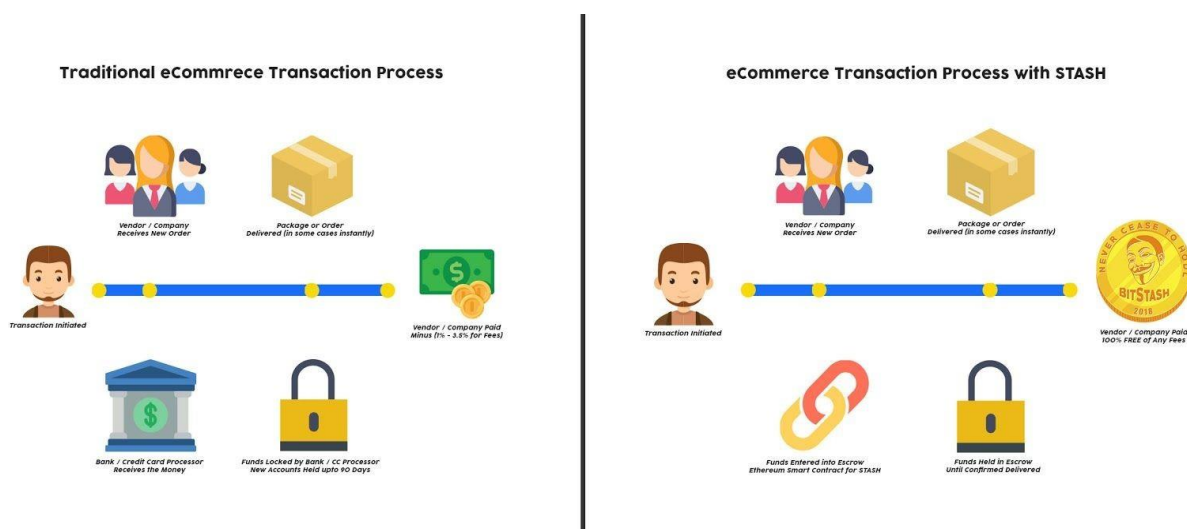 Traditional eCommrece Transaction Process
Vendor / Company
Receives New Order
Package or Order
Delivered (in some cases instantly)
Transaction Initiated
$
Vendor / Company Paid
Minus (1% - 3.5% for Fees)
$
Bank / Credit Card Processor
Receives the Money
Funds Locked by Bank / CC Processor
New Accounts Held upto 90 Days
eCommerce Transaction Process with STASH
Vendor / Company
Receives New Order
Package or Order
Delivered (in some cases instantly)
Transaction Initiated
NEVER CEASE TO
BITSTASH
2018
Vendor / Company Paid
100% FREE of Any Fees
Funds Entered into Escrow
Ethereum Smart Contract for STASH
Funds Held in Escrow
Until Confirmed Delivered